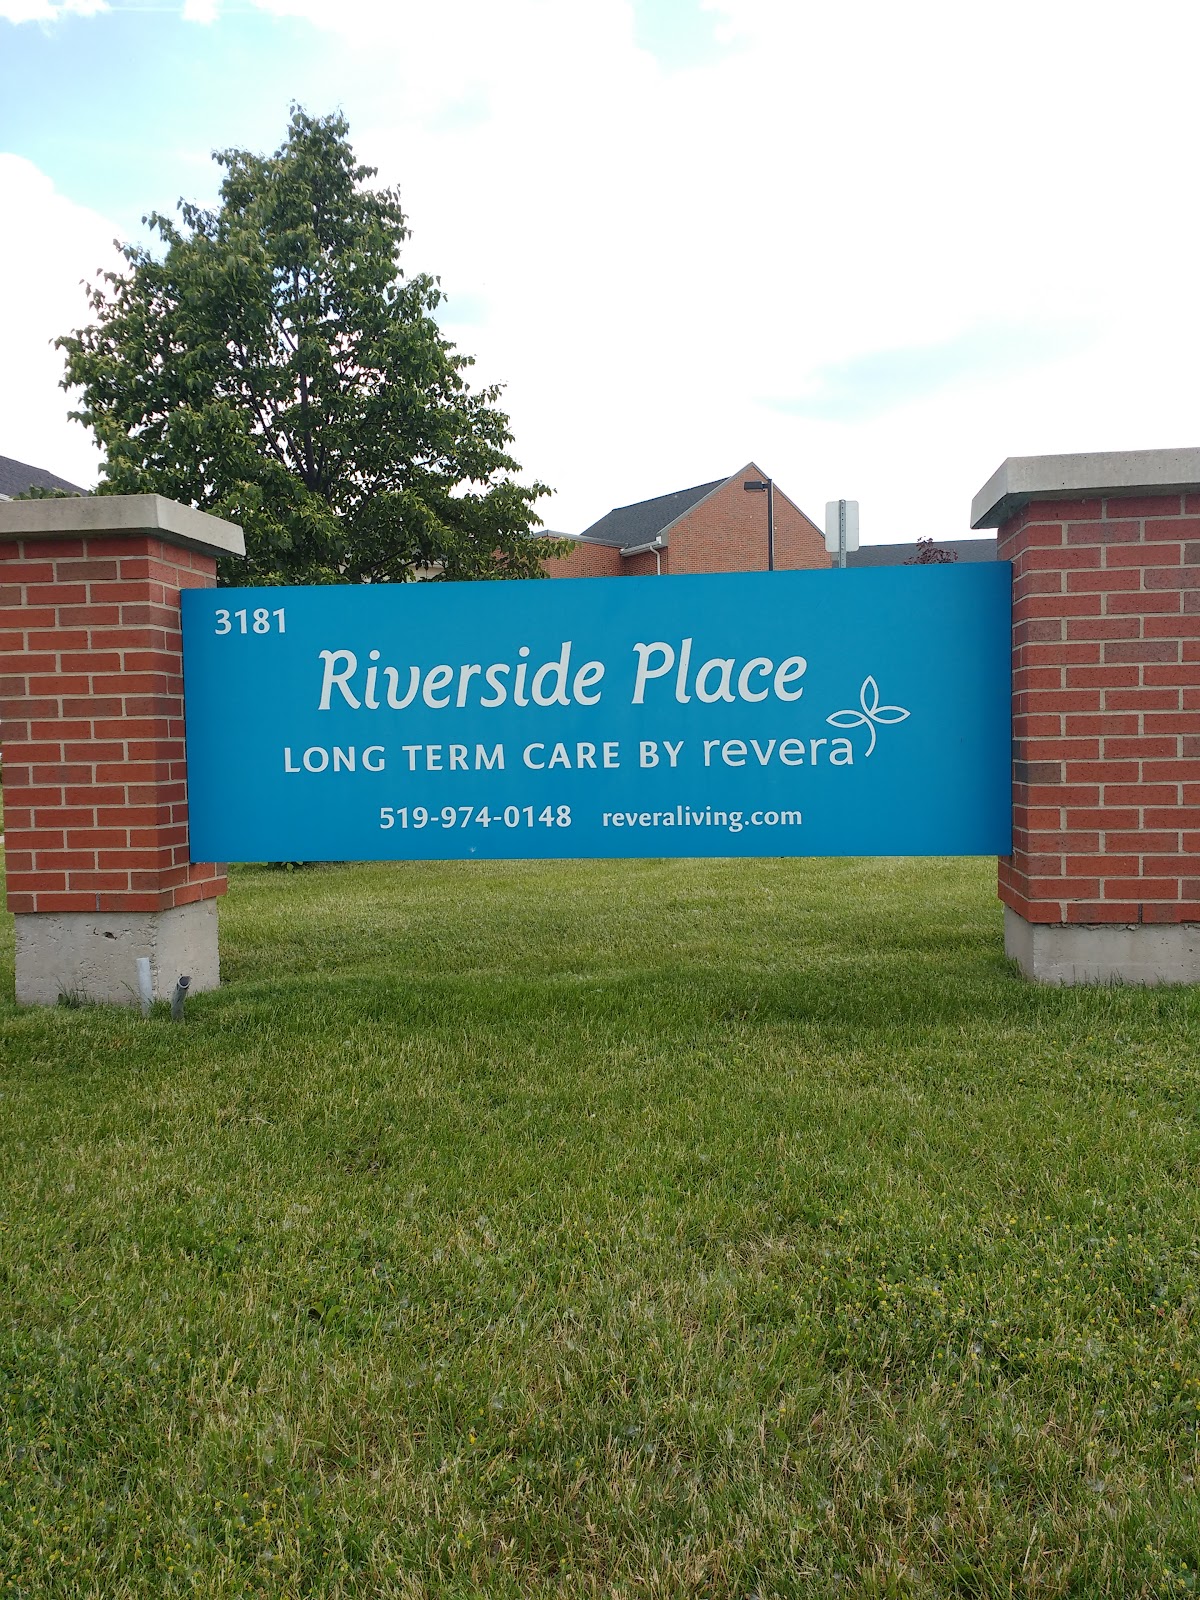 3181
Riverside Place
LONG TERM CARE BY revera
519-974-0148 reveraliving.com